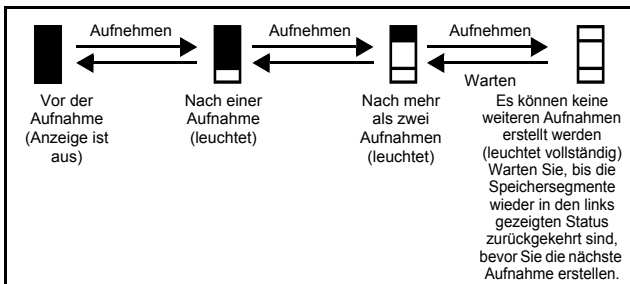 Aufnehmen
Aufnehmen
Aufnehmen
Warten
Vor der
Aufnahme
(Anzeige ist
aus)
Nach einer
Aufnahme
(leuchtet)
Nach mehr
als zwei
Aufnahmen
(leuchtet)
Es können keine
weiteren Aufnahmen
erstellt werden
(leuchtet vollständig)
Warten Sie, bis die
Speichersegmente
wieder in den links
gezeigten Status
zurückgekehrt sind,
bevor Sie die nächste
Aufnahme erstellen.